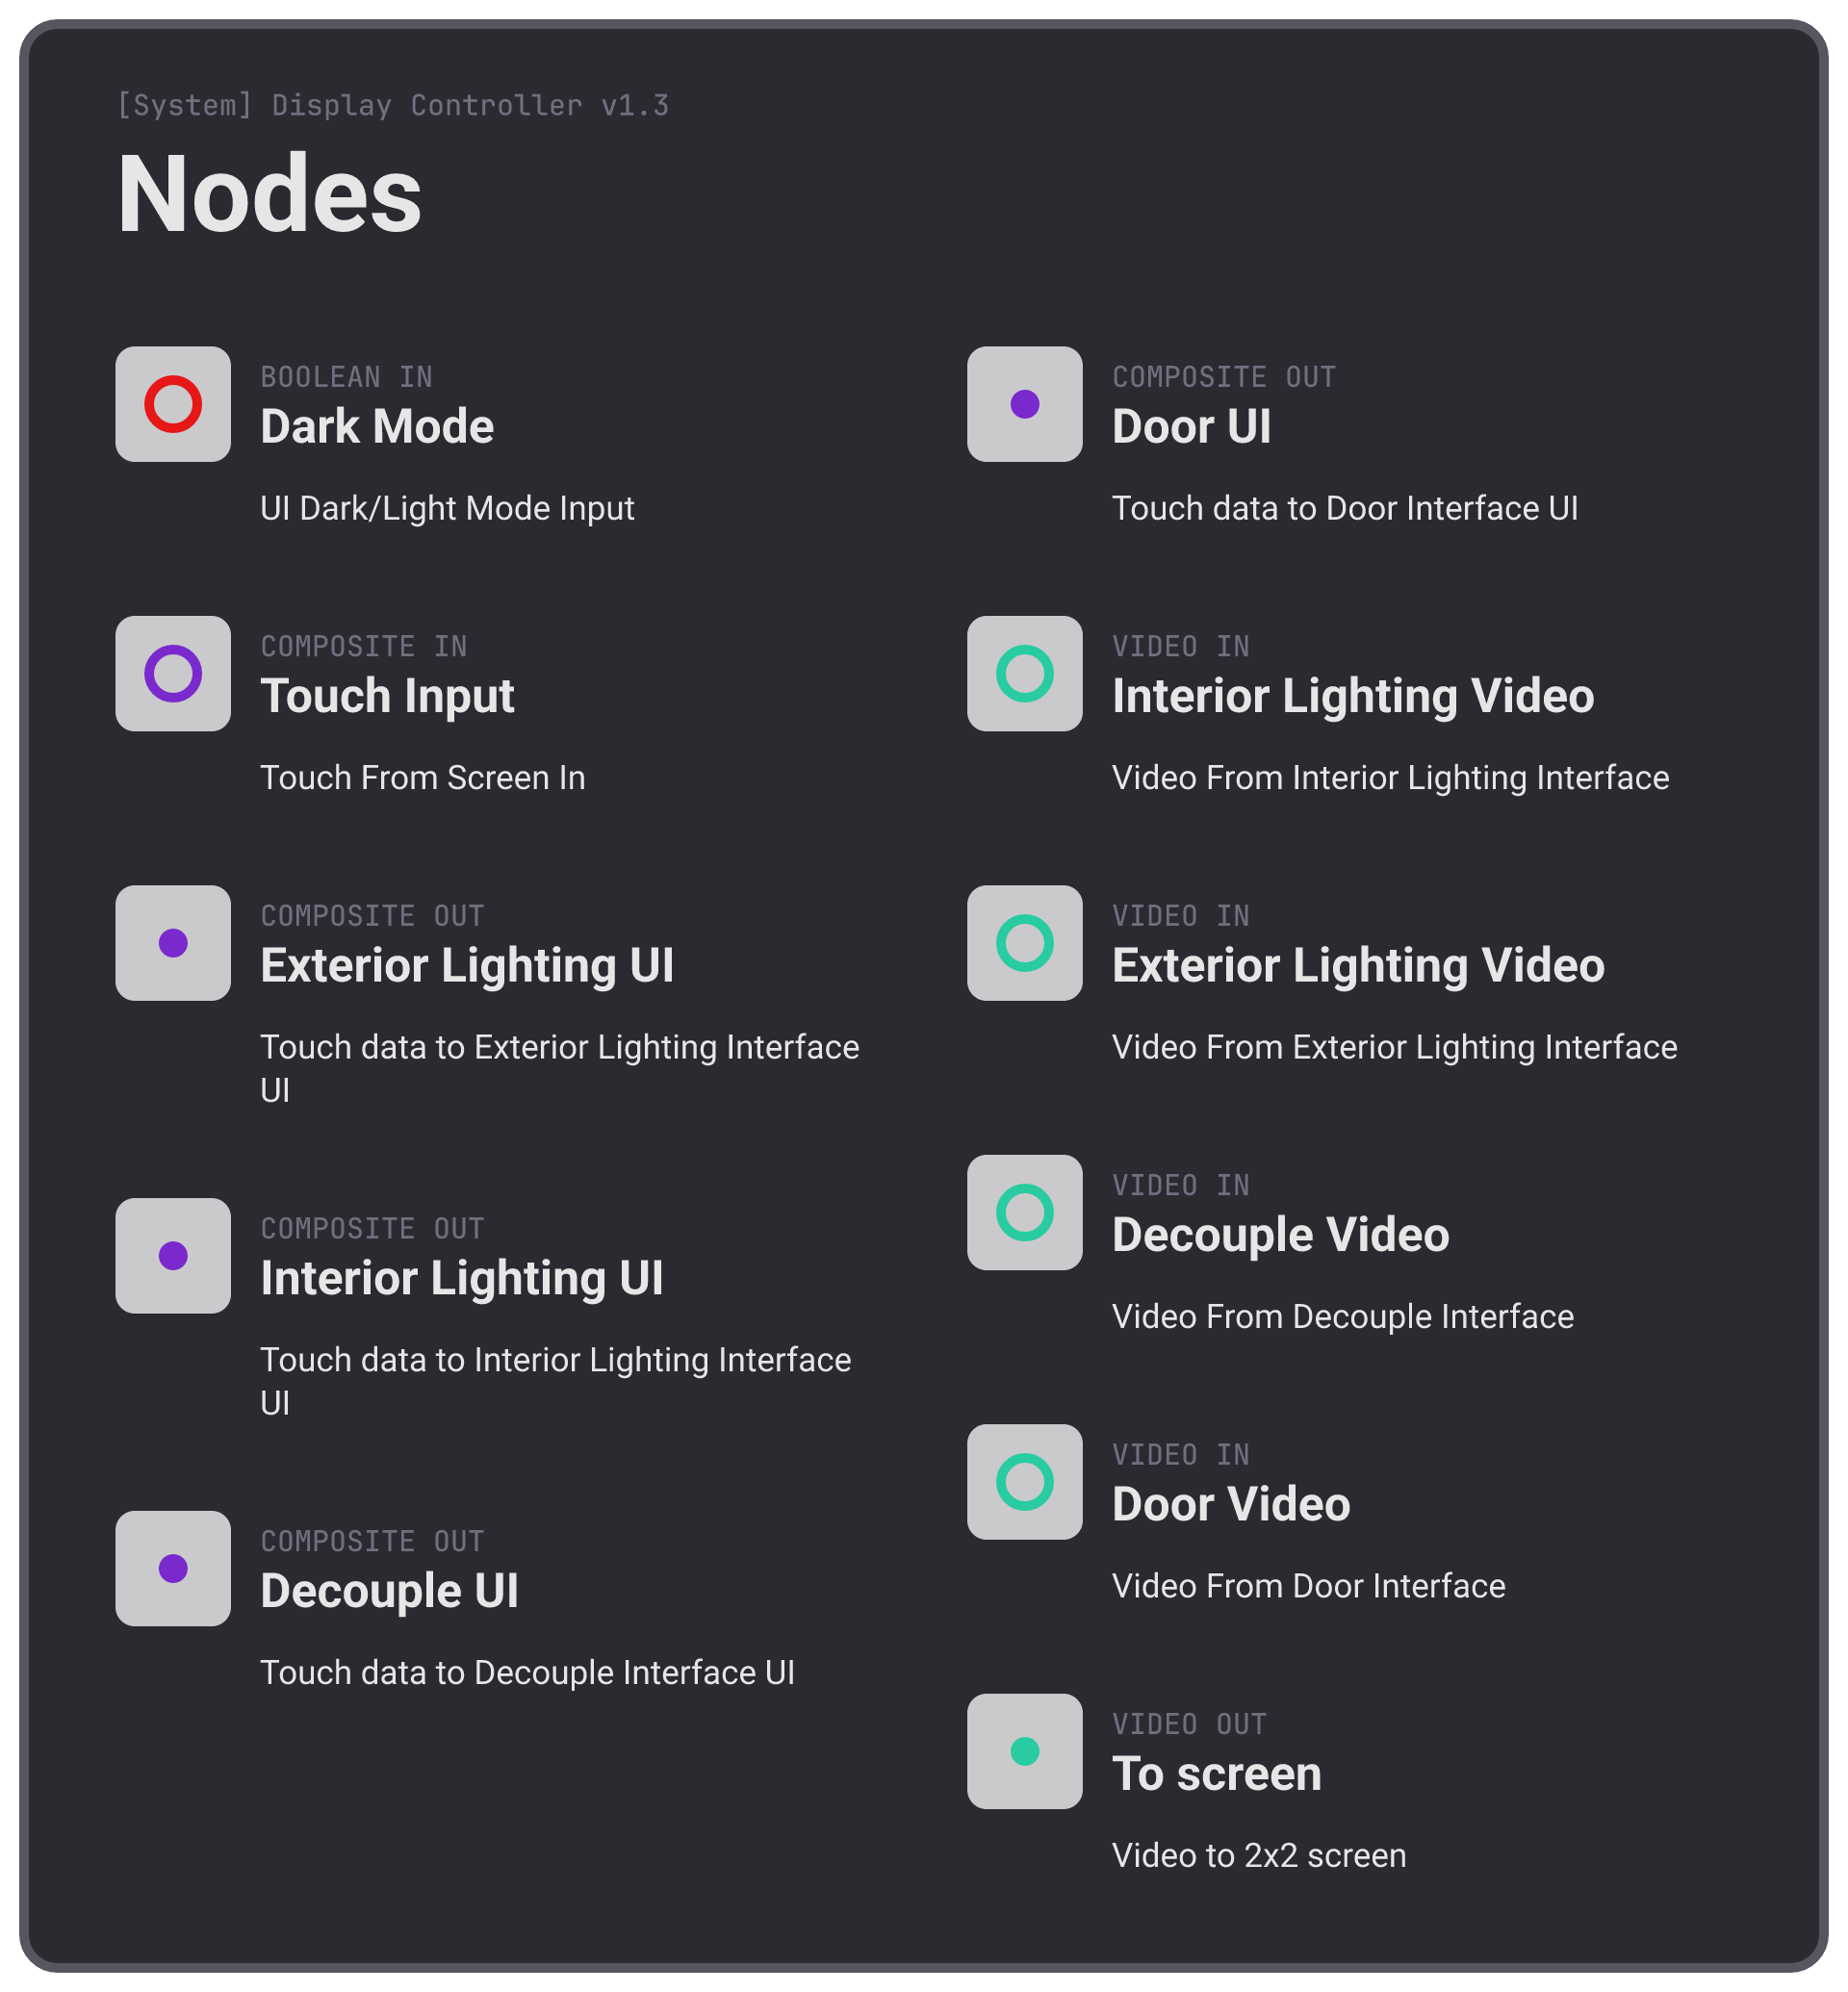 [System] Display Controller v1.3
Nodes
BOOLEAN IN
Dark Mode
UI Dark/Light Mode Input
COMPOSITE IN
Touch Input
Touch From Screen In
COMPOSITE OUT
Exterior Lighting UI
Touch data to Exterior Lighting Interface
UI
COMPOSITE OUT
Interior Lighting UI
Touch data to Interior Lighting Interface
UI
COMPOSITE OUT
Decouple UI
Touch data to Decouple Interface UI
COMPOSITE OUT
Door UI
Touch data to Door Interface UI
VIDEO IN
Interior Lighting Video
Video From Interior Lighting Interface
VIDEO IN
Exterior Lighting Video
Video From Exterior Lighting Interface
VIDEO IN
Decouple Video
Video From Decouple Interface
VIDEO IN
Door Video
Video From Door Interface
VIDEO OUT
To screen
Video to 2x2 screen